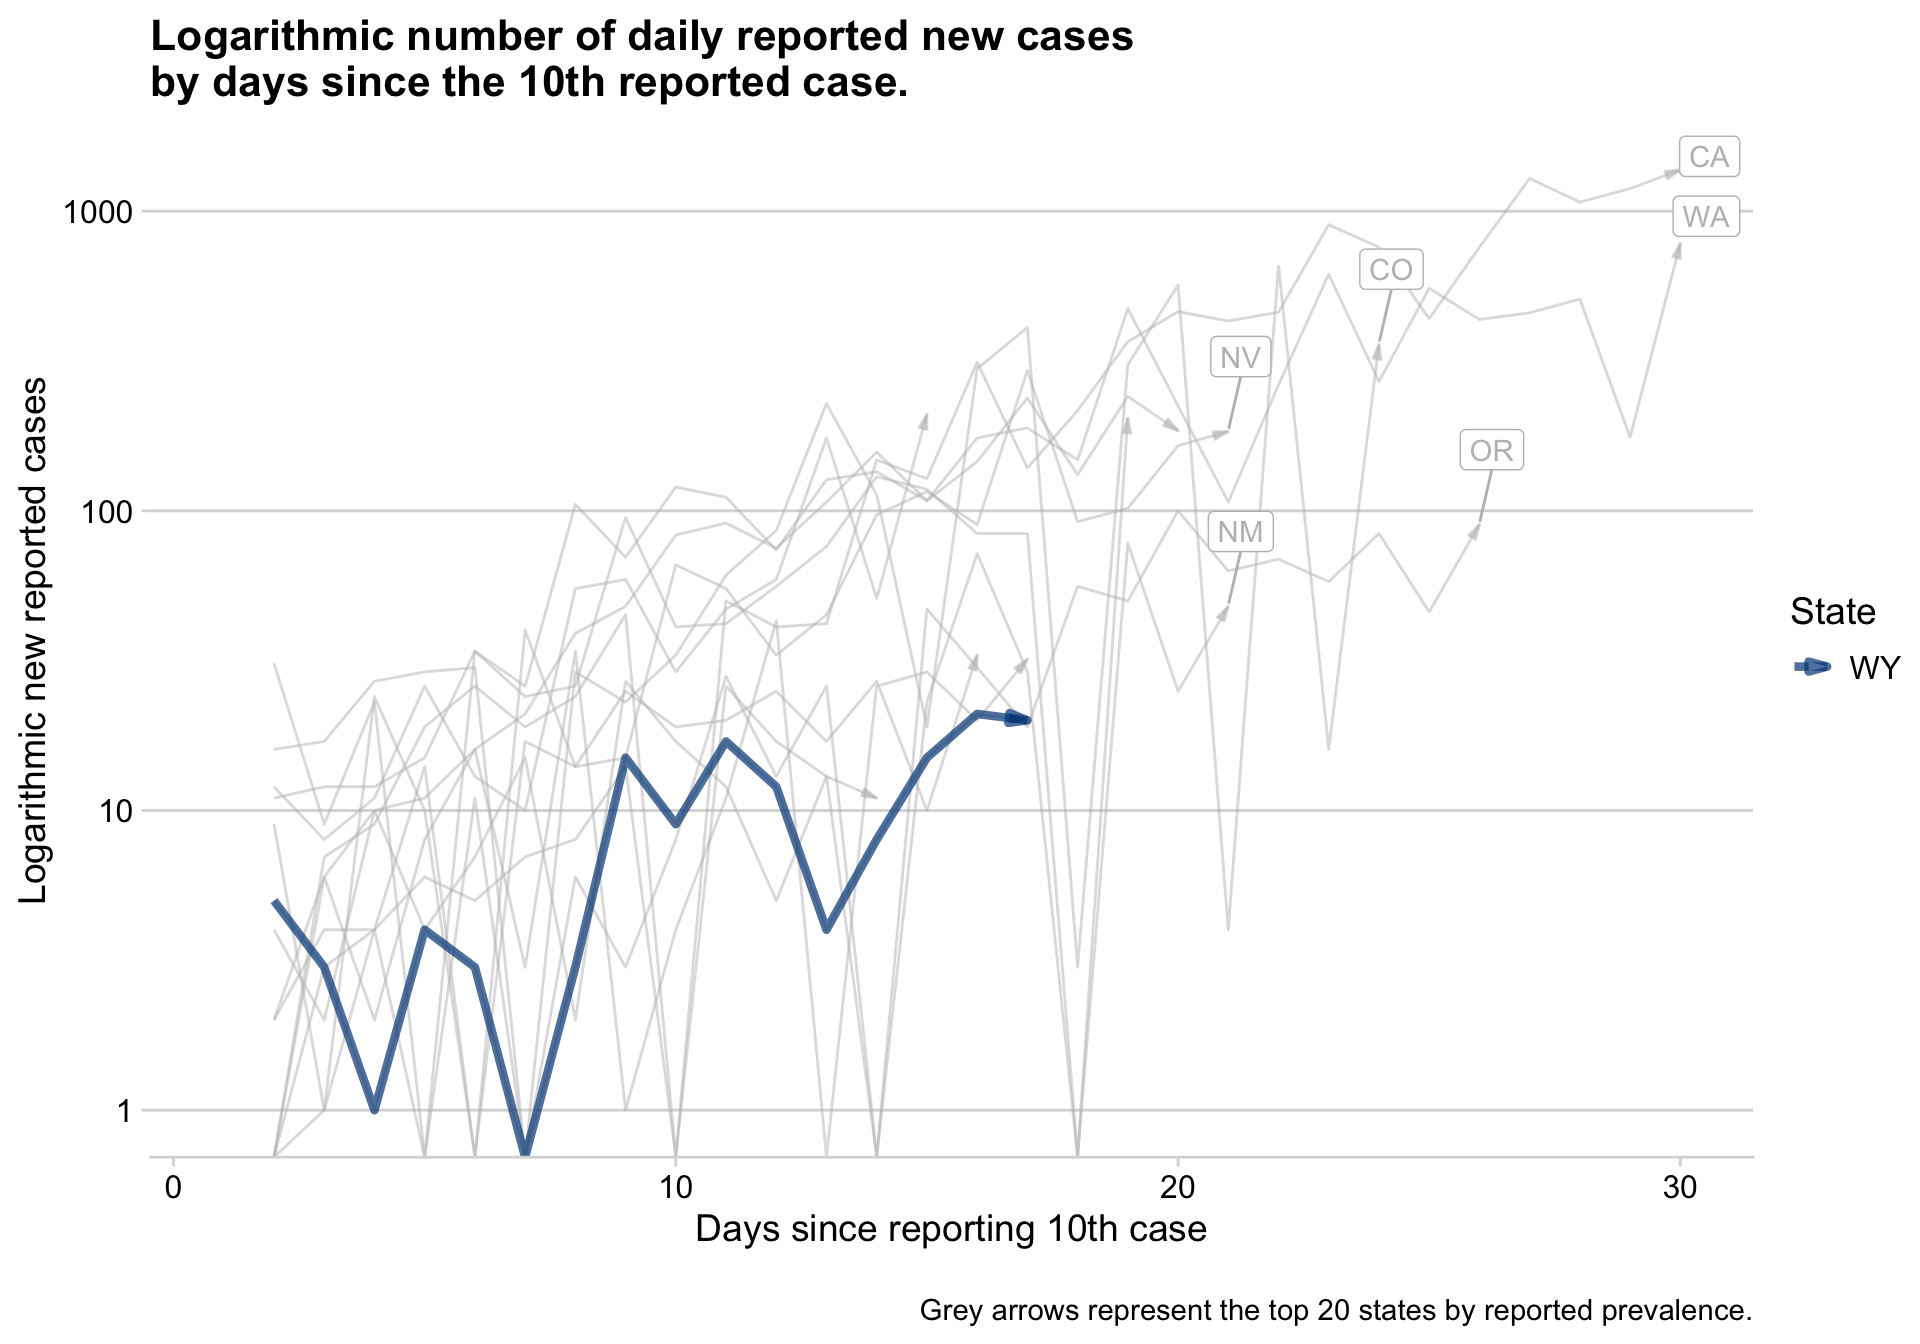 Logarithmic number of daily reported new cases
by days since the 10th reported case.
CA
1000
WA
CO
NV
OR
100
NM
Logarithmic new reported cases
State
WY
10
1
0 10 20 30
Days since reporting 10th case
Grey arrows represent the top 20 states by reported prevalence.